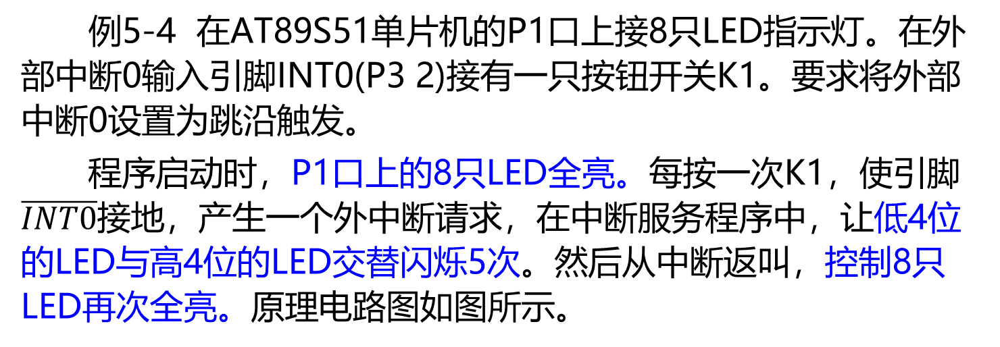 例5-4 在AT89S51单片机的P1口上接8只LED指示灯。在外
部中断0输入引脚INT0(P3 2)接有一只按钮开关K1。要求将外部
中断0设置为跳沿触发。
程序启动时，P1口上的8只LED全亮。每按一次K1，使引脚
$\overline{INT0}$接地，产生一个外中断请求，在中断服务程序中，让低4位
的LED与高4位的LED交替闪烁5次。然后从中断返叫，控制8只
LED再次全亮。原理电路图如图所示。